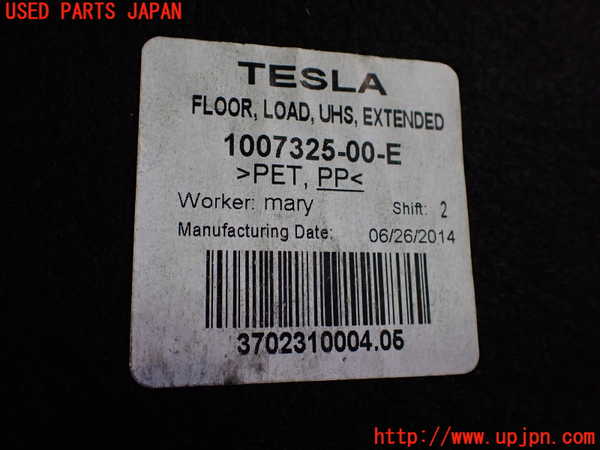 USED PARTS JAPAN
TESLA
FLOOR, LOAD, UHS, EXTENDED
1007325-00-E
>PET, PP<
Worker: mary Shift: 2
Manufacturing Date: 06/26/2014
3702310004.05
http://www.upjpn.com/